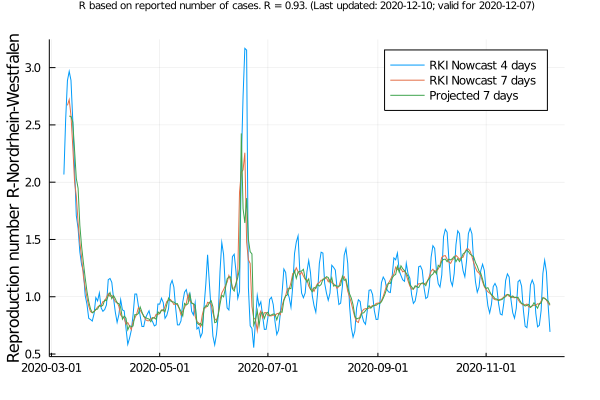 R based on reported number of cases. R = 0.93. (Last updated: 2020-12-10; valid for 2020-12-07)
Reproduction number R-Nordrhein-Westfalen
3.0
2.5
2.0
1.5
1.0
0.5
RKI Nowcast 4 days
RKI Nowcast 7 days
Projected 7 days
2020-03-01
2020-05-01
2020-07-01
2020-09-01
2020-11-01